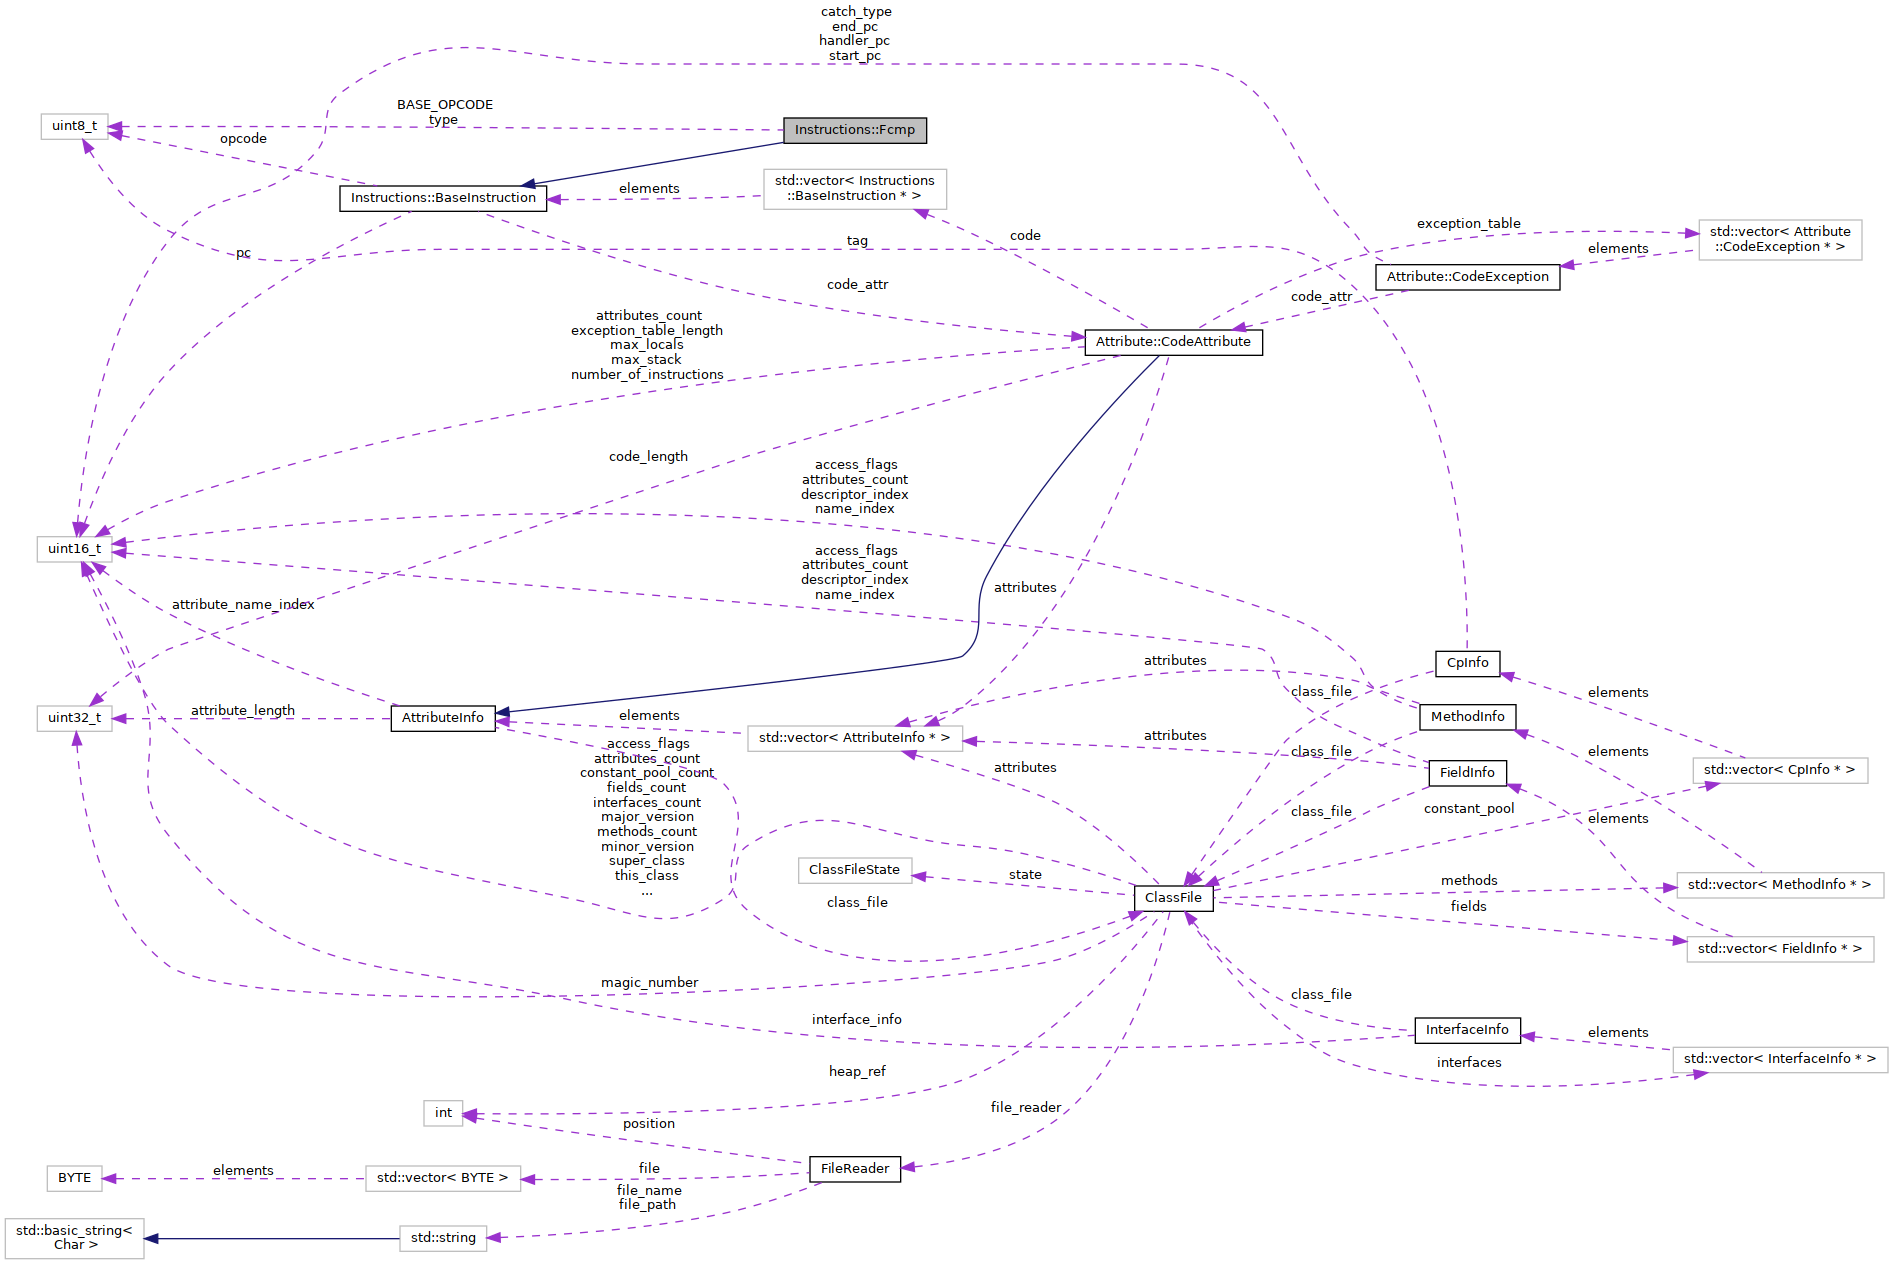 catch_type
end_pc
handler_pc
start_pc
BASE_OPCODE
type
uint8_t
Instructions::Fcmp
opcode
std::vector< Instructions
::BaseInstruction * >
elements
Instructions::BaseInstruction
exception_table
std::vector< Attribute
::CodeException * >
code
tag
elements
pc
Attribute::CodeException
code_attr
code_attr
attributes_count
exception_table_length
max_locals
max_stack
number_of_instructions
Attribute::CodeAttribute
code_length
access_flags
attributes_count
descriptor_index
name_index
uint16_t
access_flags
attributes_count
descriptor_index
name_index
attributes
attribute_name_index
attributes
CpInfo
class_file
elements
attribute_length
uint32_t
AttributeInfo
elements
MethodInfo
attributes
std::vector< AttributeInfo * >
class_file
elements
attributes
FieldInfo
std::vector< CpInfo * >
access_flags
attributes_count
constant_pool_count
fields_count
interfaces_count
major_version
methods_count
minor_version
super_class
this_class
...
class_file
constant_pool
elements
ClassFileState
state
methods
std::vector< MethodInfo * >
ClassFile
class_file
fields
std::vector< FieldInfo * >
magic_number
class_file
interface_info
InterfaceInfo
elements
std::vector< InterfaceInfo * >
interfaces
heap_ref
int
file_reader
position
BYTE
elements
std::vector< BYTE >
file
FileReader
file_name
file_path
std::basic_string<
Char >
std::string